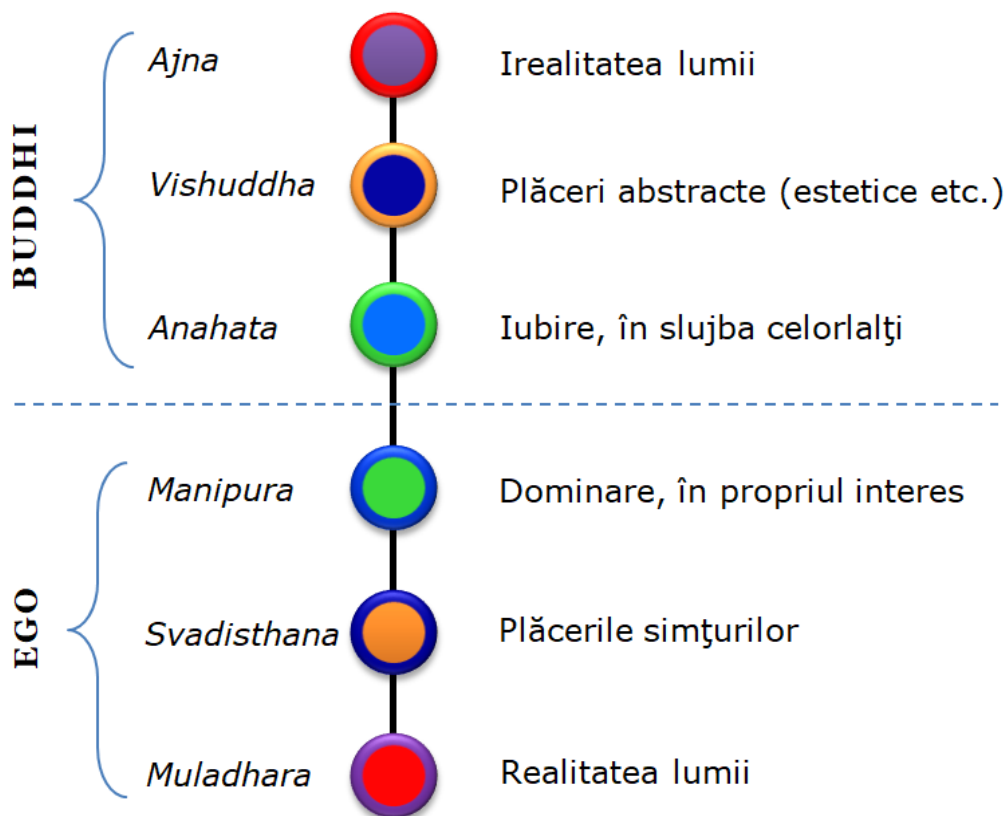 BUDDHI
Ajna
Irealitatea lumii
Vishuddha
Plăceri abstracte (estetice etc.)
Anahata
Iubire, în slujba celorlalţi
EGO
Manipura
Dominare, în propriul interes
Svadisthana
Plăcerile simţurilor
Muladhara
Realitatea lumii